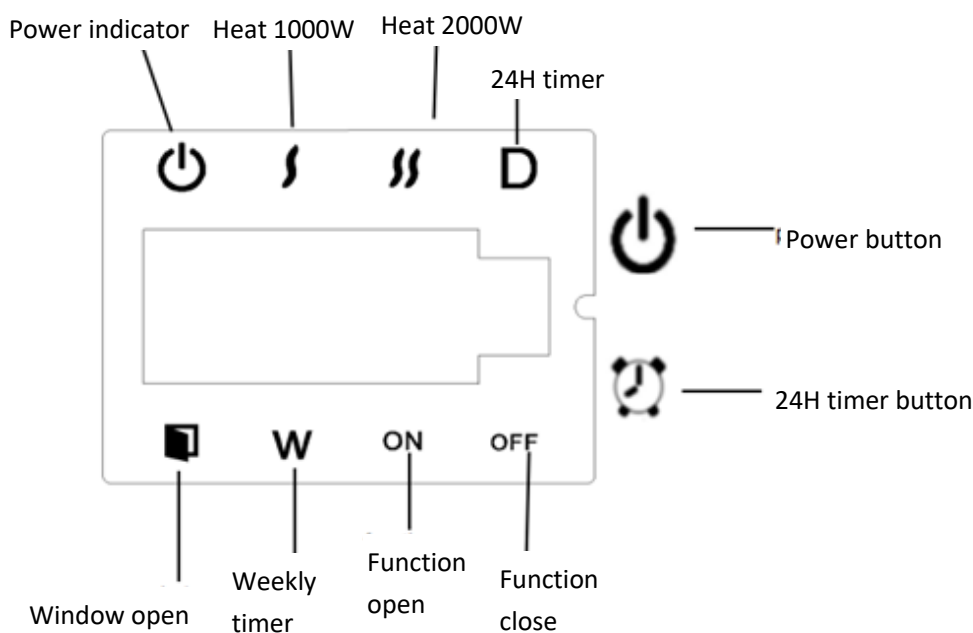 Power indicator Heat 1000W Heat 2000W
24H timer
D
Power button
24H timer button
W ON OFF
Window open
Weekly
timer
Function
open
Function
close